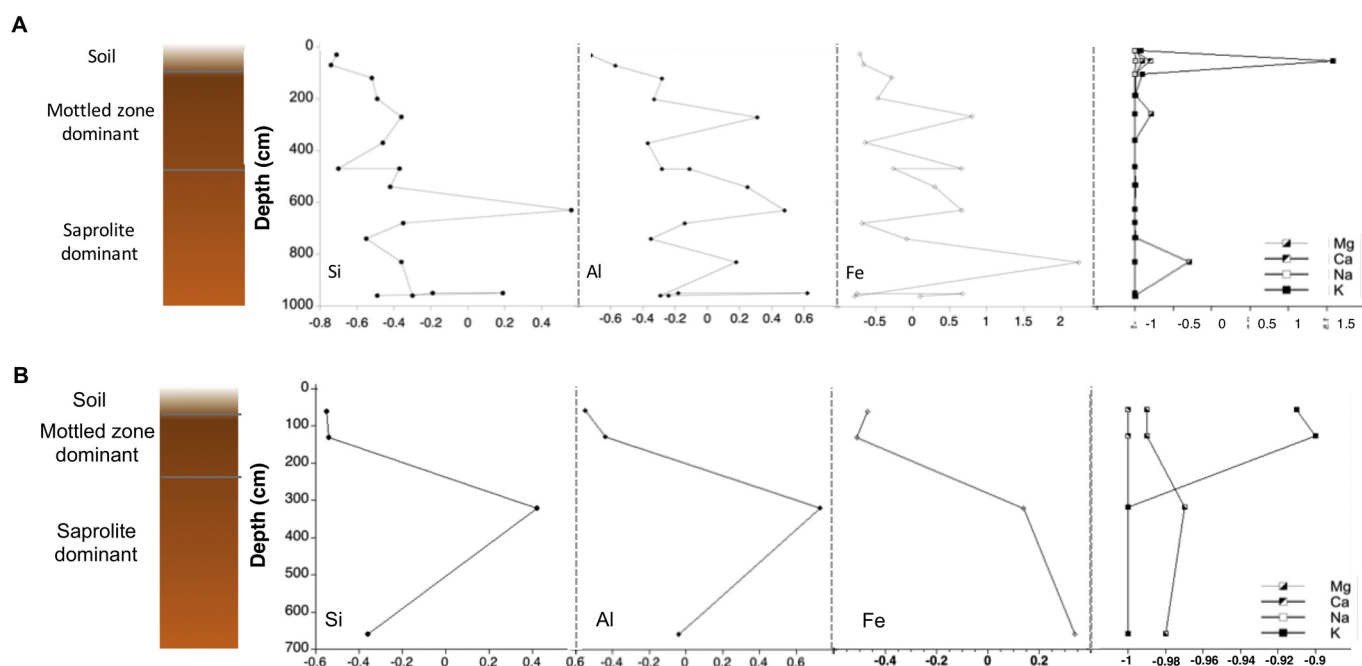 A
Soil
Mottled zone
dominant
Saprolite
dominant
Depth (cm)
0
200
400
600
800
1000
Si
Al
Fe
Mg
Ca
Na
K
-0.8 -0.6 -0.4 -0.2 0 0.2 0.4
-0.4 -0.2 0 0.2 0.4 0.6
-0.5 0 0.5 1 2
-1 -0.5 0 0.5 1 1.5
B
Soil
Mottled zone
dominant
Saprolite
dominant
Depth (cm)
0
100
200
300
400
500
600
700
Si
Al
Fe
Mg
Ca
Na
K
-0.6 -0.4 -0.2 0 0.2 0.4 0.6
-0.4 -0.2 0 0.2 0.4 0.6
-0.4 -0.2 0 0.2
-1 -0.98 -0.96 -0.94 -0.92 -0.9